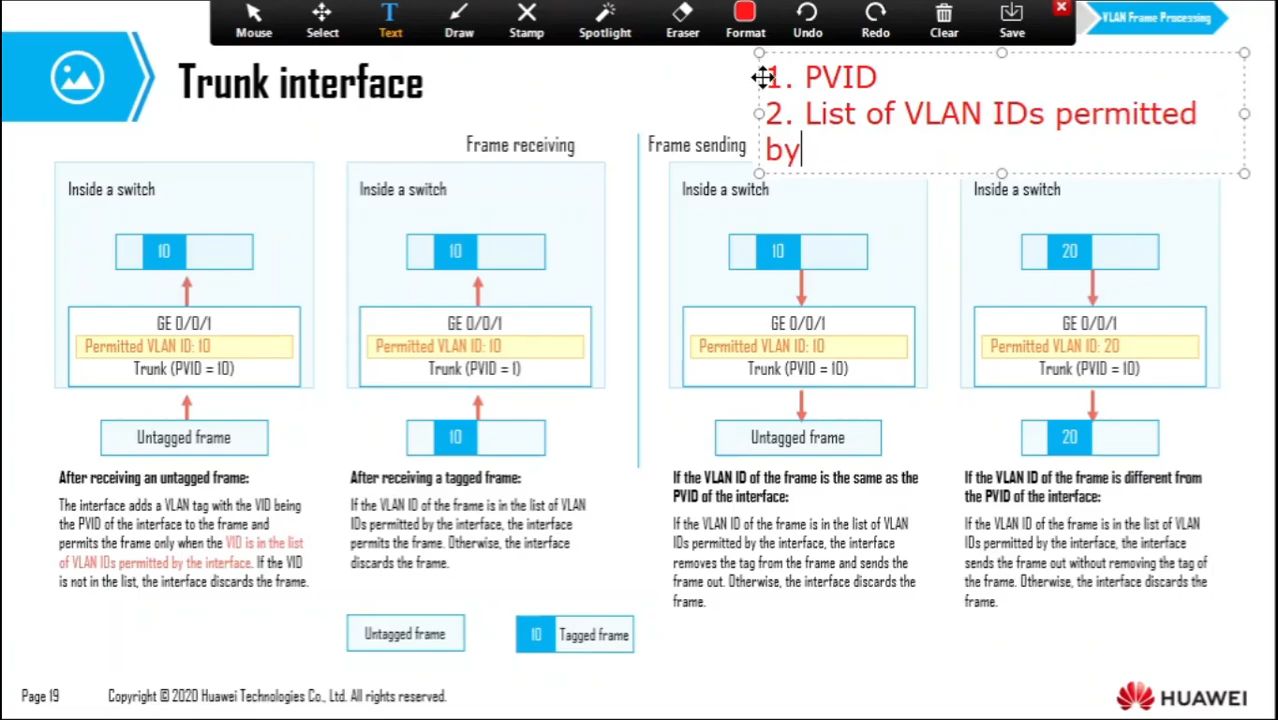 Mouse
Select
Text
Draw
Stamp
Spotlight
Eraser
Format
Undo
Redo
Clear
Save
VLAN Frame Processing
Trunk interface
1. PVID
2. List of VLAN IDs permitted
by
Frame receiving
Frame sending
Inside a switch
10
GE 0/0/1
Permitted VLAN ID: 10
Trunk (PVID = 10)
Untagged frame
After receiving an untagged frame:
The interface adds a VLAN tag with the VID being
the PVID of the interface to the frame and
permits the frame only when the VID is in the list
of VLAN IDs permitted by the interface. If the VID
is not in the list, the interface discards the frame.
Inside a switch
10
GE 0/0/1
Permitted VLAN ID: 10
Trunk (PVID = 1)
10
After receiving a tagged frame:
If the VLAN ID of the frame is in the list of VLAN
IDs permitted by the interface, the interface
permits the frame. Otherwise, the interface
discards the frame.
Inside a switch
10
GE 0/0/1
Permitted VLAN ID: 10
Trunk (PVID = 10)
Untagged frame
If the VLAN ID of the frame is the same as the
PVID of the interface:
If the VLAN ID of the frame is in the list of VLAN
IDs permitted by the interface, the interface
removes the tag from the frame and sends the
frame out. Otherwise, the interface discards the
frame.
Inside a switch
20
GE 0/0/1
Permitted VLAN ID: 20
Trunk (PVID = 10)
20
If the VLAN ID of the frame is different from
the PVID of the interface:
If the VLAN ID of the frame is in the list of VLAN
IDs permitted by the interface, the interface
sends the frame out without removing the tag of
the frame. Otherwise, the interface discards the
frame.
Untagged frame
10 Tagged frame
Page 19
Copyright © 2020 Huawei Technologies Co., Ltd. All rights reserved.
HUAWEI